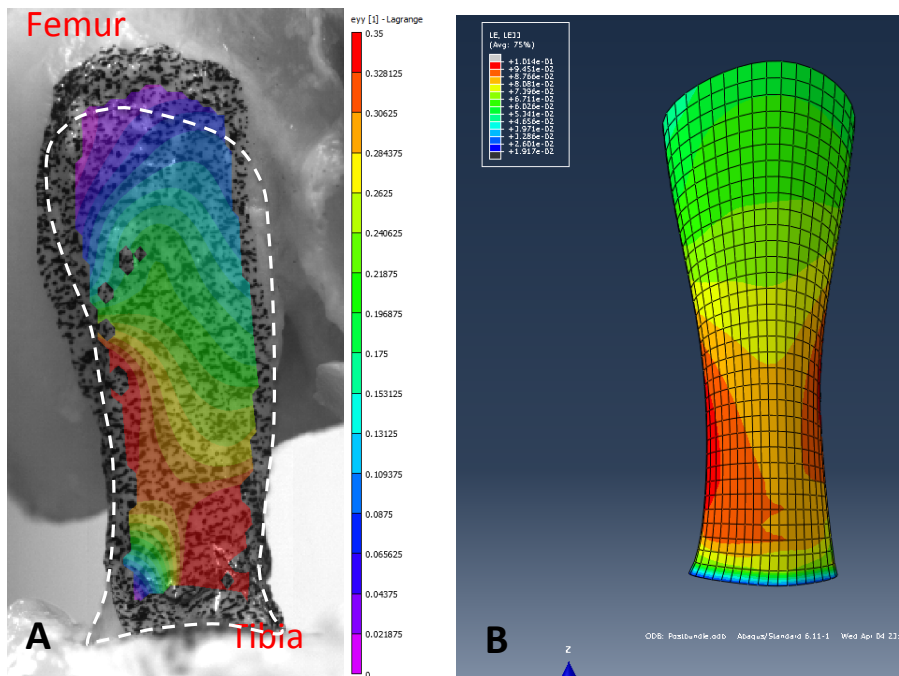 Femur
Tibia
A
eyy [1] - Lagrange
0.35
0.328125
0.30625
0.284375
0.2625
0.240625
0.21875
0.196875
0.175
0.153125
0.13125
0.109375
0.0875
0.065625
0.04375
0.021875
0
LE, LE33
(Avg: 75%)
+1.014e-01
+9.451e-02
+8.766e-02
+8.081e-02
+7.396e-02
+6.711e-02
+6.026e-02
+5.341e-02
+4.656e-02
+3.971e-02
+3.286e-02
+2.601e-02
+1.917e-02
ODB: Postbundle.odb Abaqus/Standard 6.11-1 Wed Apr 04 23:
Z
B